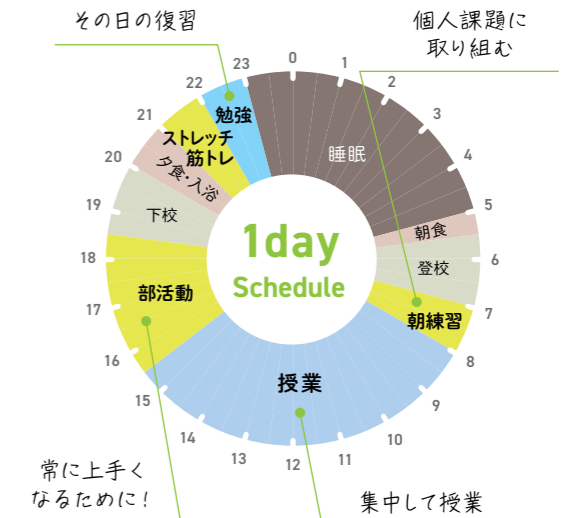 その日の復習
個人課題に
取り組む
23
0
1
2
3
4
5
6
7
8
9
10
11
12
13
14
15
16
17
18
19
20
21
22
勉強
ストレッチ
筋トレ
夕食・入浴
下校
部活動
睡眠
朝食
登校
朝練習
授業
1day
Schedule
常に上手く
なるために!
集中して授業